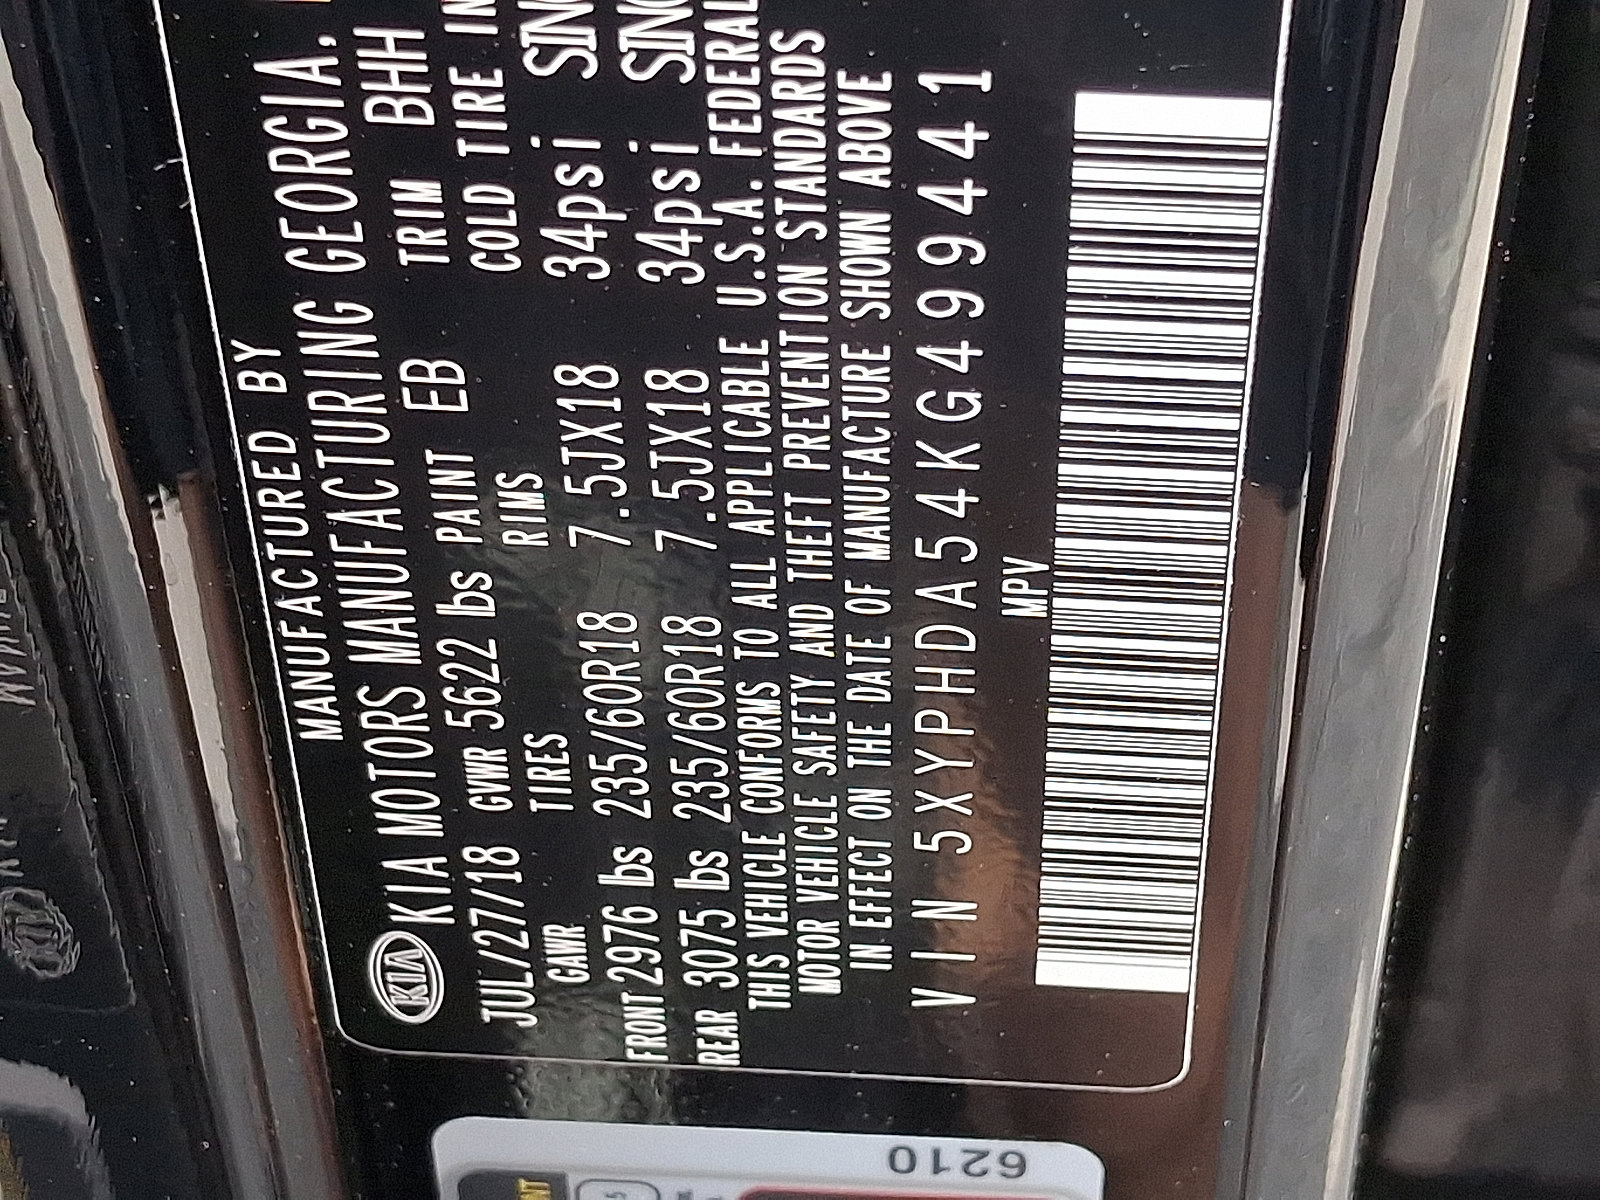 MANUFACTURED BY
KIA KIA MOTORS MANUFACTURING GEORGIA,
JUL/27/18 GVWR 5622 lbs PAINT EB TRIM BHH
GAWR TIRES RIMS COLD TIRE
FRONT 2976 lbs 235/60R18 7.5JX18 34psi
REAR 3075 lbs 235/60R18 7.5JX18 34psi
THIS VEHICLE CONFORMS TO ALL APPLICABLE U.S.A. FEDERAL
MOTOR VEHICLE SAFETY AND THEFT PREVENTION STANDARDS
IN EFFECT ON THE DATE OF MANUFACTURE SHOWN ABOVE
VIN 5XYPHDA54KG499441
MPV
6210